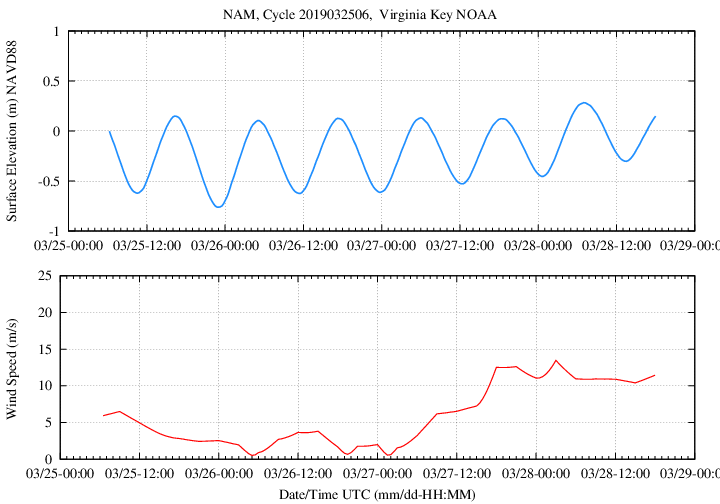 NAM, Cycle 2019032506,  Virginia Key NOAA
Surface Elevation (m) NAVD88
1
0.5
0
-0.5
-1
03/25-00:00 03/25-12:00 03/26-00:00 03/26-12:00 03/27-00:00 03/27-12:00 03/28-00:00 03/28-12:00 03/29-00:00
Wind Speed (m/s)
25
20
15
10
5
0
03/25-00:00 03/25-12:00 03/26-00:00 03/26-12:00 03/27-00:00 03/27-12:00 03/28-00:00 03/28-12:00 03/29-00:00
Date/Time UTC (mm/dd-HH:MM)